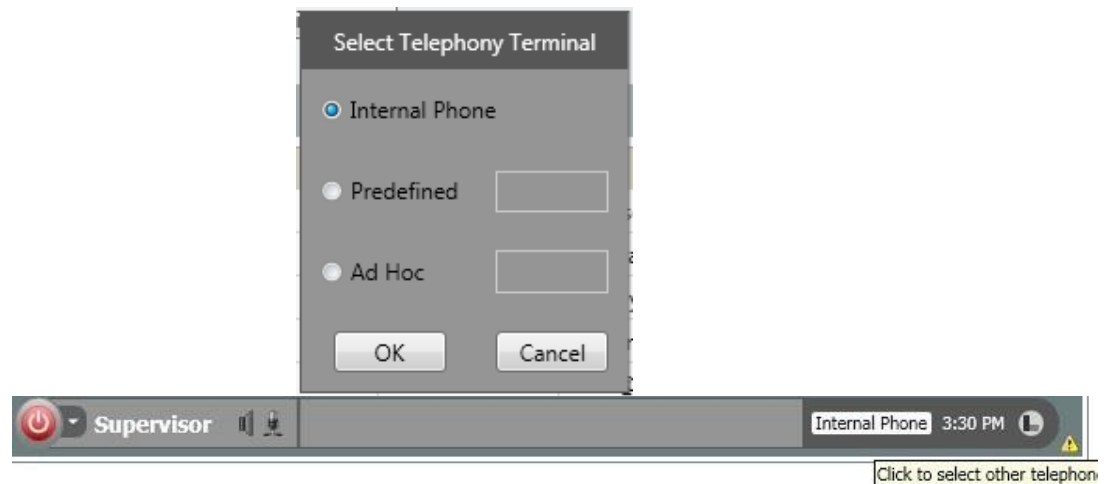 Select Telephony Terminal
Internal Phone
Predefined
Ad Hoc
OK Cancel
Supervisor Internal Phone 3:30 PM
Click to select other telephon